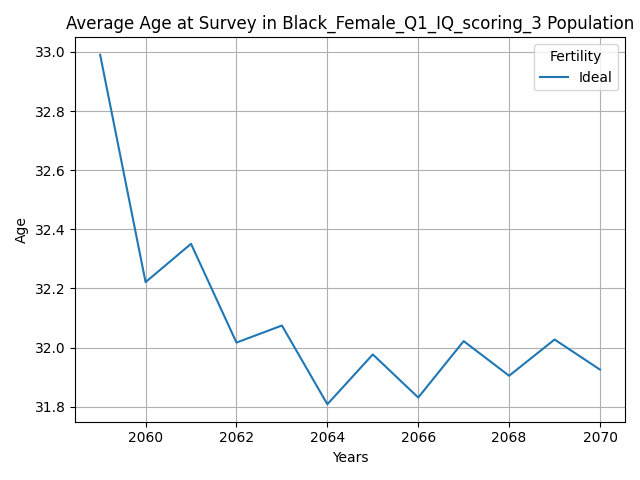 Average Age at Survey in Black_Female_Q1_IQ_scoring_3 Population
33.0
32.8
32.6
32.4
32.2
32.0
31.8
Age
Fertility
Ideal
2060 2062 2064 2066 2068 2070
Years